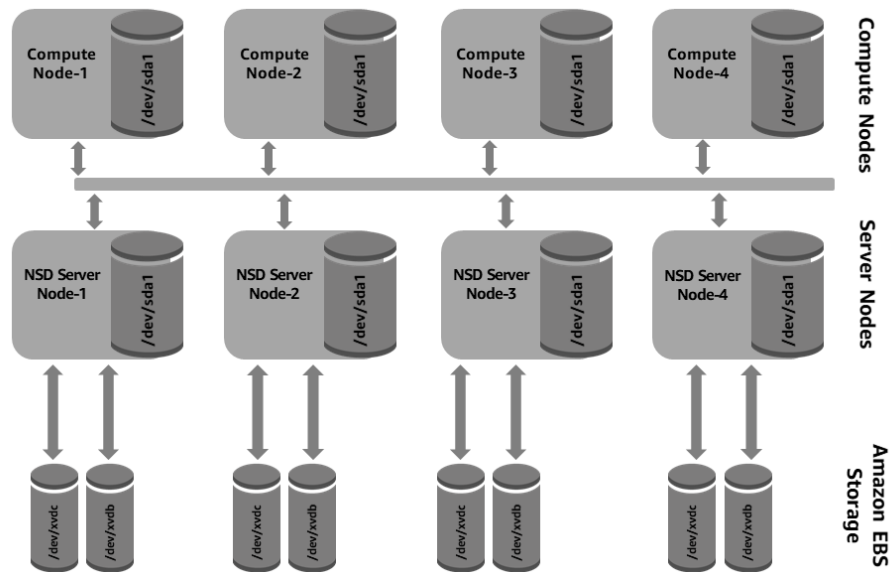 Compute
Node-1
/dev/sda1
Compute
Node-2
/dev/sda1
Compute
Node-3
/dev/sda1
Compute
Node-4
/dev/sda1
Compute Nodes
NSD Server
Node-1
/dev/sda1
NSD Server
Node-2
/dev/sda1
NSD Server
Node-3
/dev/sda1
NSD Server
Node-4
/dev/sda1
Server Nodes
/dev/xvdc
/dev/xvdb
/dev/xvdc
/dev/xvdb
/dev/xvdc
/dev/xvdb
/dev/xvdc
/dev/xvdb
Amazon EBS
Storage